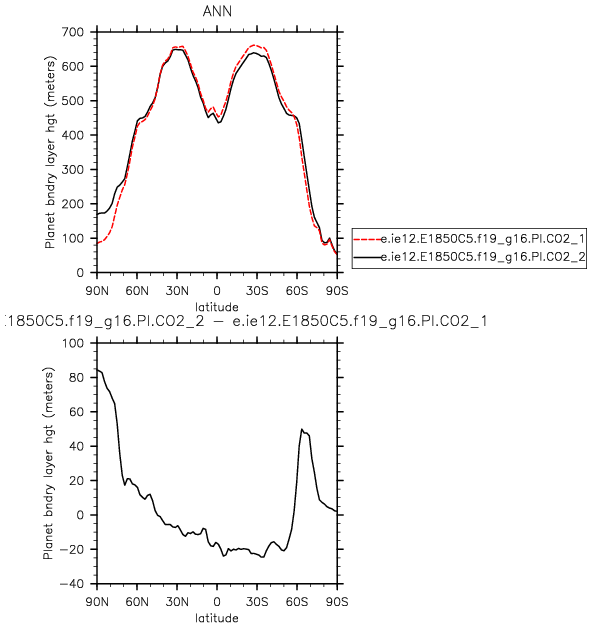 ANN
700
600
500
400
300
200
100
0
Planet bndry layer hgt (meters)
90N 60N 30N 0 30S 60S 90S
latitude
e.ie12.E1850C5.f19_g16.PI.CO2_1
e.ie12.E1850C5.f19_g16.PI.CO2_2
:1850C5.f19_g16.PI.CO2_2 − e.ie12.E1850C5.f19_g16.PI.CO2_1
100
80
60
40
20
0
−20
−40
Planet bndry layer hgt (meters)
90N 60N 30N 0 30S 60S 90S
latitude